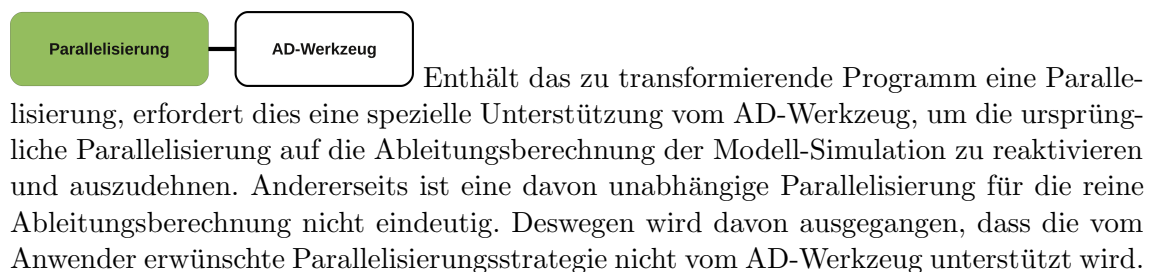 Parallelisierung AD-Werkzeug Enthält das zu transformierende Programm eine Paralle-
lisierung, erfordert dies eine spezielle Unterstützung vom AD-Werkzeug, um die ursprüng-
liche Parallelisierung auf die Ableitungsberechnung der Modell-Simulation zu reaktivieren
und auszudehnen. Andererseits ist eine davon unabhängige Parallelisierung für die reine
Ableitungsberechnung nicht eindeutig. Deswegen wird davon ausgegangen, dass die vom
Anwender erwünschte Parallelisierungsstrategie nicht vom AD-Werkzeug unterstützt wird.